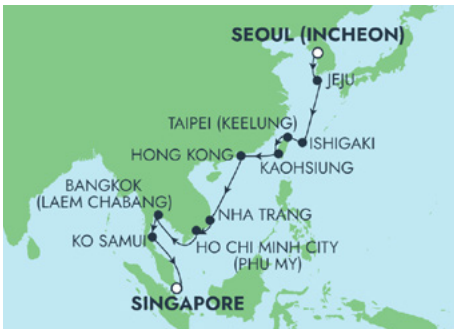 SEOUL (INCHEON)
JEJU
TAIPEI (KEELUNG)
ISHIGAKI
HONG KONG
KAOHSIUNG
BANGKOK
(LAEM CHABANG)
NHA TRANG
KO SAMUI
HO CHI MINH CITY
(PHU MY)
SINGAPORE